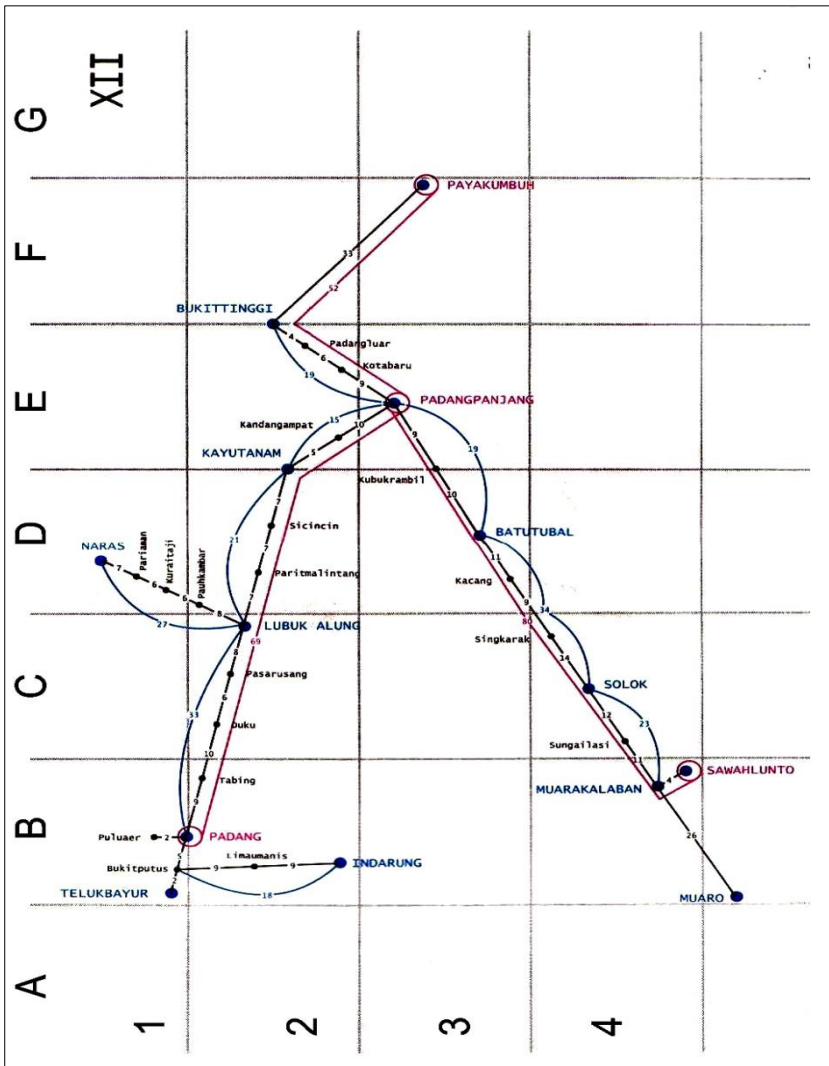 XII
G
F
E
D
C
B
A
1
2
3
4
PAYAKUMBUH
33
52
BUKITTINGGI
4
Padangluar
6
Kotabaru
19
9
PADANGPANJANG
Kandangampat
15
10
5
KAYUTANAM
9
19
Kubukrambil
10
7
Sicincin
21
7
Paritmalintang
7
BATUTUBAL
11
Kacang
9
34
80
Singkarak
14
NARAS
7
Pariaman
6
Kuraitaji
6
Pauhkambar
8
27
LUBUK ALUNG
69
8
Pasarusang
6
Duku
33
10
Tabing
9
SOLOK
12
23
Sungailasi
11
4
SAWAHLUNTO
MUARAKALABAN
26
MUARO
Puluaer
2
PADANG
5
Bukitputus
9
Limaumanis
9
INDARUNG
18
2
TELUKBAYUR